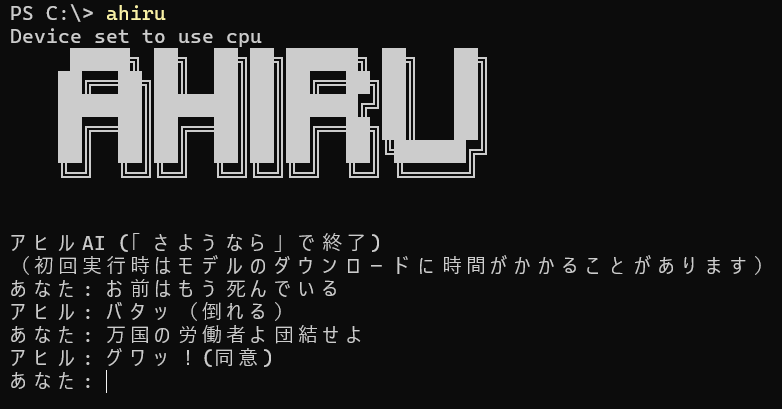 PS C:\> ahiru
Device set to use cpu
AHIRU
アヒルAI (「さようなら」で終了)
（初回実行時はモデルのダウンロードに時間がかかることがあります）
あなた: お前はもう死んでいる
アヒル: バタッ（倒れる）
あなた: 万国の労働者よ団結せよ
アヒル: グワッ！(同意)
あなた: